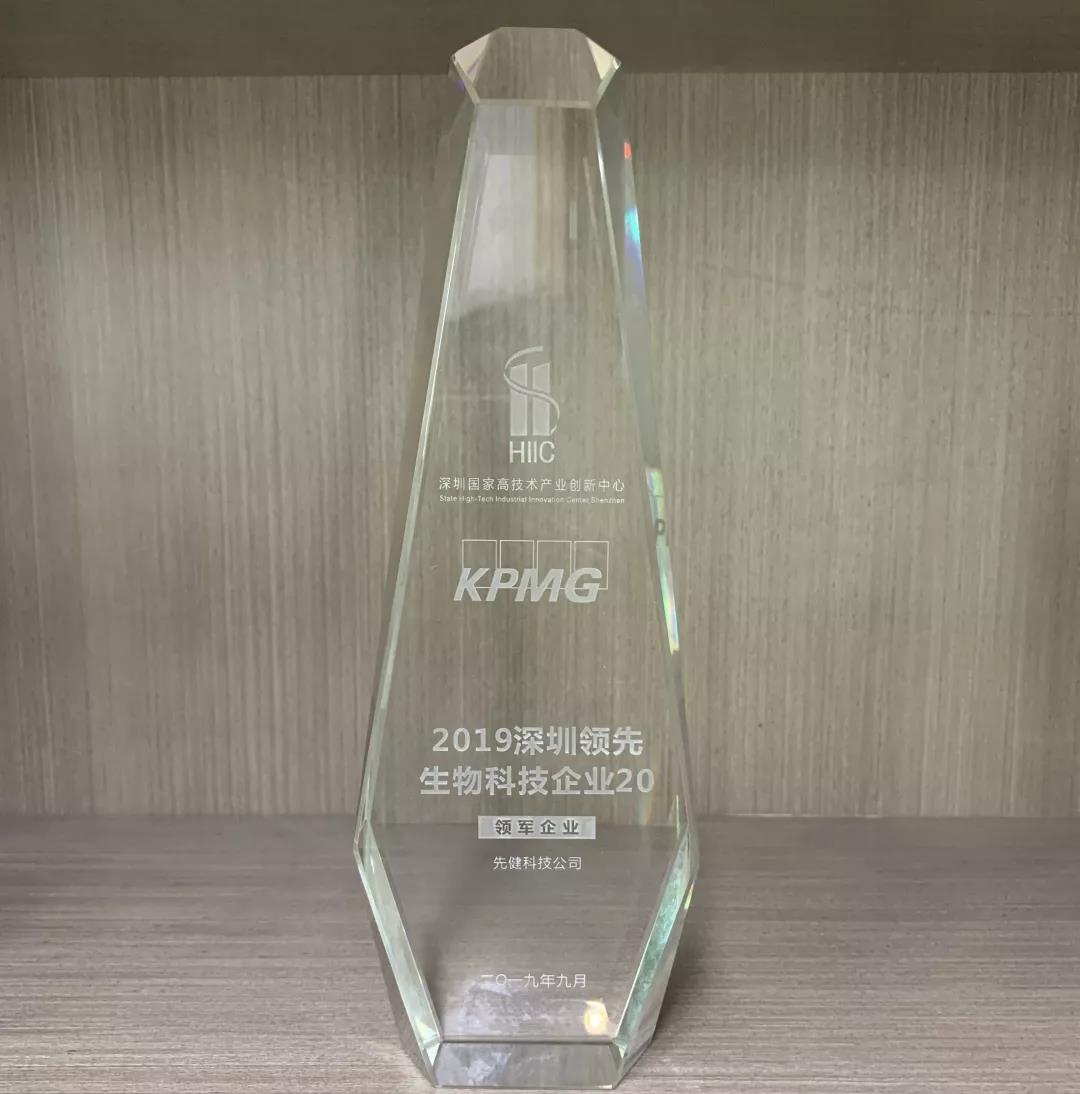 HIIC
深圳国家高技术产业创新中心
State High-Tech Industrial Innovation Center, Shenzhen
KPMG
2019深圳领先
生物科技企业20
领军企业
先健科技公司
二〇一九年九月